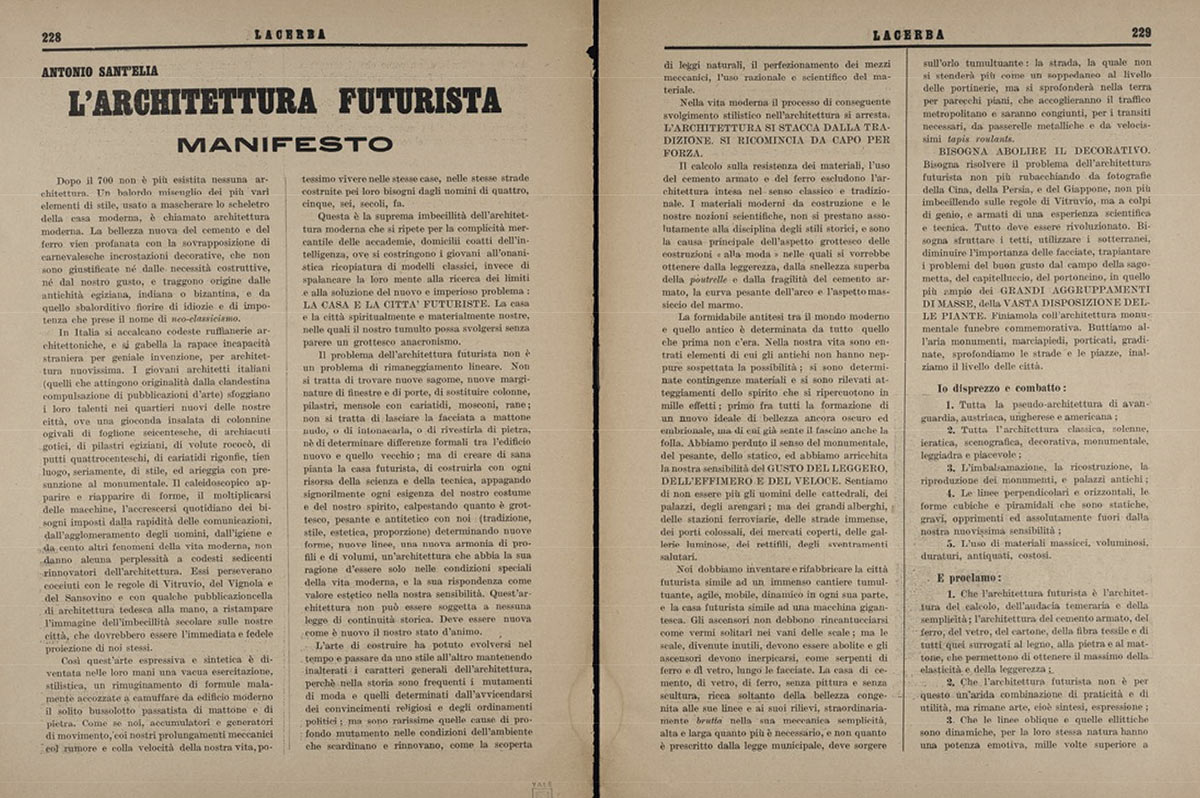 228
LACERBA
ANTONIO SANT'ELIA
L'ARCHITETTURA FUTURISTA
MANIFESTO
Dopo il 700 non è più esistita nessuna ar-
chitettura. Un balordo miscuglio dei più vari
elementi di stile, usato a mascherare lo scheletro
della casa moderna, è chiamato architettura
moderna. La bellezza nuova del cemento e del
ferro vien profanata con la sovrapposizione di
carnevalesche incrostazioni decorative, che non
sono giustificate né dalle necessità costruttive,
né dal nostro gusto, e traggono origine dalle
antichità egiziana, indiana o bizantina, e da
quello sbalorditivo fiorire di idiozie e di impo-
tenza che prese il nome di neo-classicismo.
In Italia si accalcano codeste ruffianerie ar-
chitettoniche, e si gabella la rapace incapacità
straniera per geniale invenzione, per architet-
tura nuovissima. I giovani architetti italiani
(quelli che attingono originalità dalla clandestina
compulsazione di pubblicazioni d'arte) sfoggiano
i loro talenti nei quartieri nuovi delle nostre
città, ove una gioconda insalata di colonnine
ogivali di foglione seicentesche, di archiacuti
gotici, di pilastri egiziani, di volute rococò, di
putti quattrocenteschi, di cariatidi rigonfie, tien
luogo, seriamente, di stile, ed arieggia con pre-
sunzione al monumentale. Il caleidoscopico ap-
parire e riapparire di forme, il moltiplicarsi
delle macchine, l'accrescersi quotidiano dei bi-
sogni imposti dalla rapidità delle comunicazioni,
dall'agglomeramento degli uomini, dall'igiene e
da cento altri fenomeni della vita moderna, non
danno alcuna perplessità a codesti sedicenti
rinnovatori dell'architettura. Essi perseverano
cocciuti con le regole di Vitruvio, del Vignola e
del Sansovino e con qualche pubblicazioncella
di architettura tedesca alla mano, a ristampare
l'immagine dell'imbecillità secolare sulle nostre
città, che dovrebbero essere l'immediata e fedele
proiezione di noi stessi.
Così quest'arte espressiva e sintetica è di-
ventata nelle loro mani una vacua esercitazione,
stilistica, un rimuginamento di formule mala-
mente accozzate a camuffare da edificio moderno
il solito bussolotto passatista di mattone e di
pietra. Come se noi, accumulatori e generatori
di movimento, coi nostri prolungamenti meccanici
col rumore e colla velocità della nostra vita, po-
tessimo vivere nelle stesse case, nelle stesse strade
costruite pei loro bisogni dagli uomini di quattro,
cinque, sei, secoli, fa.
Questa è la suprema imbecillità dell'architet-
tura moderna che si ripete per la complicità mer-
cantile delle accademie, domicilii coatti dell'in-
telligenza, ove si costringono i giovani all'onani-
stica ricopiatura di modelli classici, invece di
spalancare la loro mente alla ricerca dei limiti
e alla soluzione del nuovo e imperioso problema:
LA CASA E LA CITTA' FUTURISTE. La casa
e la città spiritualmente e materialmente nostre,
nelle quali il nostro tumulto possa svolgersi senza
parere un grottesco anacronismo.
Il problema dell'architettura futurista non è
un problema di rimaneggiamento lineare. Non
si tratta di trovare nuove sagome, nuove margi-
nature di finestre e di porte, di sostituire colonne,
pilastri, mensole con cariatidi, mosconi, rane;
non si tratta di lasciare la facciata a mattone
nudo, o di intonacarla, o di rivestirla di pietra,
nè di determinare differenze formali tra l'edificio
nuovo e quello vecchio; ma di creare di sana
pianta la casa futurista, di costruirla con ogni
risorsa della scienza e della tecnica, appagando
signorilmente ogni esigenza del nostro costume
e del nostro spirito, calpestando quanto è grot-
tesco, pesante e antitetico con noi (tradizione,
stile, estetica, proporzione) determinando nuove
forme, nuove linee, una nuova armonia di pro-
fili e di volumi, un'architettura che abbia la sua
ragione d'essere solo nelle condizioni speciali
della vita moderna, e la sua rispondenza come
valore estetico nella nostra sensibilità. Quest'ar-
chitettura non può essere soggetta a nessuna
legge di continuità storica. Deve essere nuova
come è nuovo il nostro stato d'animo.
L'arte di costruire ha potuto evolversi nel
tempo e passare da uno stile all'altro mantenendo
inalterati i caratteri generali dell'architettura,
perchè nella storia sono frequenti i mutamenti
di moda e quelli determinati dall'avvicendarsi
dei convincimenti religiosi e degli ordinamenti
politici; ma sono rarissime quelle cause di pro-
fondo mutamento nelle condizioni dell'ambiente
che scardinano e rinnovano, come la scoperta
LACERBA
229
di leggi naturali, il perfezionamento dei mezzi
meccanici, l'uso razionale e scientifico del ma-
teriale.
Nella vita moderna il processo di conseguente
svolgimento stilistico nell'architettura si arresta.
L'ARCHITETTURA SI STACCA DALLA TRA-
DIZIONE. SI RICOMINCIA DA CAPO PER
FORZA.
Il calcolo sulla resistenza dei materiali, l'uso
del cemento armato e del ferro escludono l'ar-
chitettura intesa nel senso classico e tradizio-
nale. I materiali moderni da costruzione e le
nostre nozioni scientifiche, non si prestano asso-
lutamente alla disciplina degli stili storici, e sono
la causa principale dell'aspetto grottesco delle
costruzioni « alla moda » nelle quali si vorrebbe
ottenere dalla leggerezza, dalla snellezza superba
della poutrelle e dalla fragilità del cemento ar-
mato, la curva pesante dell'arco e l'aspetto mas-
siccio del marmo.
La formidabile antitesi tra il mondo moderno
e quello antico è determinata da tutto quello
che prima non c'era. Nella nostra vita sono en-
trati elementi di cui gli antichi non hanno nep-
pure sospettata la possibilità; si sono determi-
nate contingenze materiali e si sono rilevati at-
teggiamenti dello spirito che si ripercuotono in
mille effetti; primo fra tutti la formazione di
un nuovo ideale di bellezza ancora oscuro ed
embrionale, ma di cui già sente il fascino anche la
folla. Abbiamo perduto il senso del monumentale,
del pesante, dello statico, ed abbiamo arricchita
la nostra sensibilità del GUSTO DEL LEGGERO,
DELL'EFFIMERO E DEL VELOCE. Sentiamo
di non essere più gli uomini delle cattedrali, dei
palazzi, degli arengari; ma dei grandi alberghi,
delle stazioni ferroviarie, delle strade immense,
dei porti colossali, dei mercati coperti, delle gal-
lerie luminose, dei rettifili, degli sventramenti
salutari.
Noi dobbiamo inventare e rifabbricare la città
futurista simile ad un immenso cantiere tumul-
tuante, agile, mobile, dinamico in ogni sua parte,
e la casa futurista simile ad una macchina gigan-
tesca. Gli ascensori non debbono rincantucciarsi
come vermi solitari nei vani delle scale; ma le
scale, divenute inutili, devono essere abolite e gli
ascensori devono inerpicarsi, come serpenti di
ferro e di vetro, lungo le facciate. La casa di ce-
mento, di vetro, di ferro, senza pittura e senza
scultura, ricca soltanto della bellezza conge-
nita alle sue linee e ai suoi rilievi, straordinaria-
mente brutta nella sua meccanica semplicità,
alta e larga quanto più è necessario, e non quanto
è prescritto dalla legge municipale, deve sorgere
sull'orlo tumultuante: la strada, la quale non
si stenderà più come un soppedaneo al livello
delle portinerie, ma si sprofonderà nella terra
per parecchi piani, che accoglieranno il traffico
metropolitano e saranno congiunti, per i transiti
necessari, da passerelle metalliche e da velocis-
simi tapis roulants.
BISOGNA ABOLIRE IL DECORATIVO.
Bisogna risolvere il problema dell'architettura
futurista non più rubacchiando da fotografie
della Cina, della Persia, e del Giappone, non più
imbecillendo sulle regole di Vitruvio, ma a colpi
di genio, e armati di una esperienza scientifica
e tecnica. Tutto deve essere rivoluzionato. Bi-
sogna sfruttare i tetti, utilizzare i sotterranei,
diminuire l'importanza delle facciate, trapiantare
i problemi del buon gusto dal campo della sago-
metta, del capitelluccio, del portoncino, in quello
più ampio dei GRANDI AGGRUPPAMENTI
DI MASSE, della VASTA DISPOSIZIONE DEL-
LE PIANTE. Finiamola coll'architettura monu-
mentale funebre commemorativa. Buttiamo al-
l'aria monumenti, marciapiedi, porticati, gradi-
nate, sprofondiamo le strade e le piazze, inal-
ziamo il livello delle città.
Io disprezzo e combatto:
1. Tutta la pseudo-architettura di avan-
guardia, austriaca, ungherese e americana;
2. Tutta l'architettura classica, solenne,
ieratica, scenografica, decorativa, monumentale,
leggiadra e piacevole;
3. L'imbalsamazione, la ricostruzione, la
riproduzione dei monumenti, e palazzi antichi;
4. Le linee perpendicolari e orizzontali, le
forme cubiche e piramidali che sono statiche,
gravi, opprimenti ed assolutamente fuori dalla
nostra nuovissima sensibilità;
5. L'uso di materiali massicci, voluminosi,
duraturi, antiquati, costosi.
E proclamo:
1. Che l'architettura futurista è l'architet-
tura del calcolo, dell'audacia temeraria e della
semplicità; l'architettura del cemento armato, del
ferro, del vetro, del cartone, della fibra tessile e di
tutti quei surrogati al legno, alla pietra e al mat-
tone, che permettono di ottenere il massimo della
elasticità e della leggerezza;
2. Che l'architettura futurista non è per
questo un'arida combinazione di praticità e di
utilità, ma rimane arte, cioè sintesi, espressione;
3. Che le linee oblique e quelle ellittiche
sono dinamiche, per la loro stessa natura hanno
una potenza emotiva, mille volte superiore a
YALE